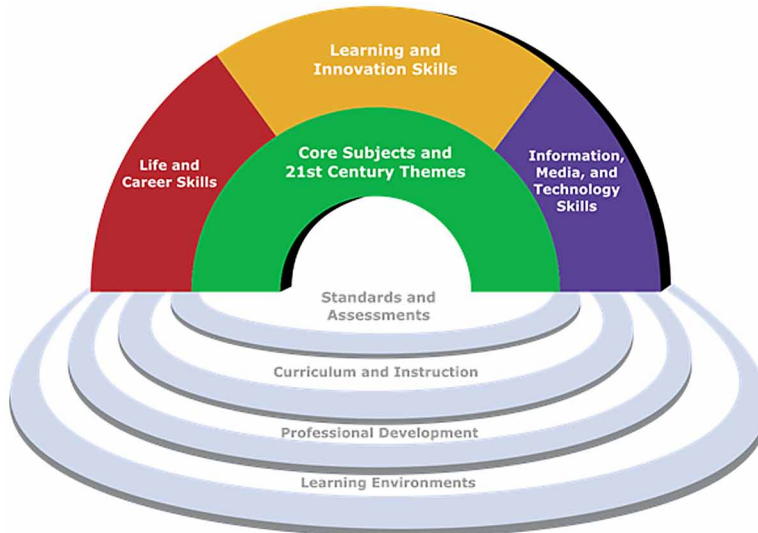 Learning and
Innovation Skills
Life and
Career Skills
Core Subjects and
21st Century Themes
Information,
Media, and
Technology
Skills
Standards and
Assessments
Curriculum and Instruction
Professional Development
Learning Environments